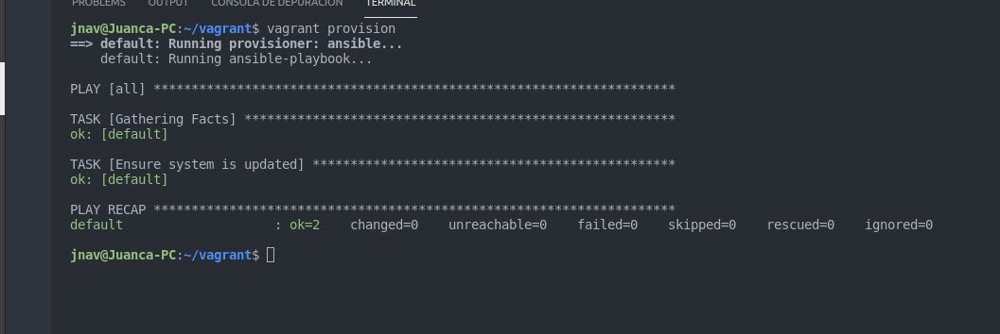 PROBLEMS OUTPUT CONSOLA DE DEPURACIÓN TERMINAL
jnav@Juanca-PC:~/vagrant$ vagrant provision
==> default: Running provisioner: ansible...
    default: Running ansible-playbook...
PLAY [all] *********************************************************************
TASK [Gathering Facts] *********************************************************
ok: [default]
TASK [Ensure system is updated] ************************************************
ok: [default]
PLAY RECAP *********************************************************************
default                    : ok=2    changed=0    unreachable=0    failed=0    skipped=0    rescued=0    ignored=0
jnav@Juanca-PC:~/vagrant$